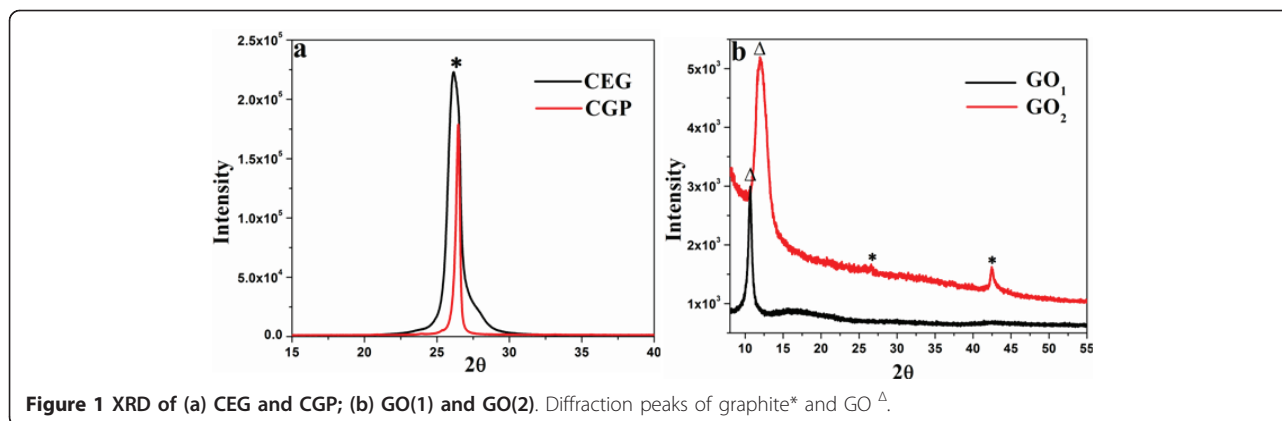 a
*
CEG
CGP
Intensity
2.5x10⁵
2.0x10⁵
1.5x10⁵
1.0x10⁵
5.0x10⁴
0.0
15 20 25 30 35 40
2θ
b
Δ
Δ
*
*
GO₁
GO₂
Intensity
5x10³
4x10³
3x10³
2x10³
1x10³
10 15 20 25 30 35 40 45 50 55
2θ
Figure 1 XRD of (a) CEG and CGP; (b) GO(1) and GO(2). Diffraction peaks of graphite* and GO Δ.